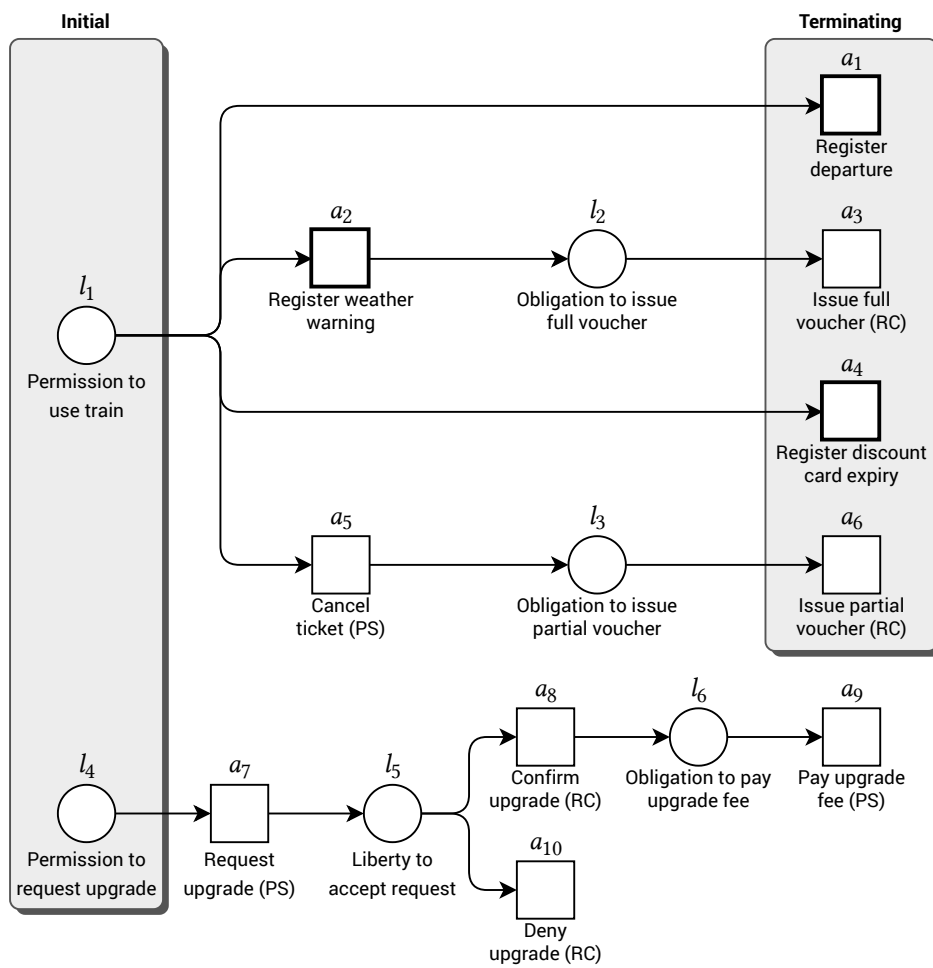 Initial
Terminating
a1
Register
departure
a2
Register weather
warning
l2
Obligation to issue
full voucher
a3
Issue full
voucher (RC)
l1
Permission to
use train
a4
Register discount
card expiry
a5
Cancel
ticket (PS)
l3
Obligation to issue
partial voucher
a6
Issue partial
voucher (RC)
l4
Permission to
request upgrade
a7
Request
upgrade (PS)
l5
Liberty to
accept request
a8
Confirm
upgrade (RC)
l6
Obligation to pay
upgrade fee
a9
Pay upgrade
fee (PS)
a10
Deny
upgrade (RC)